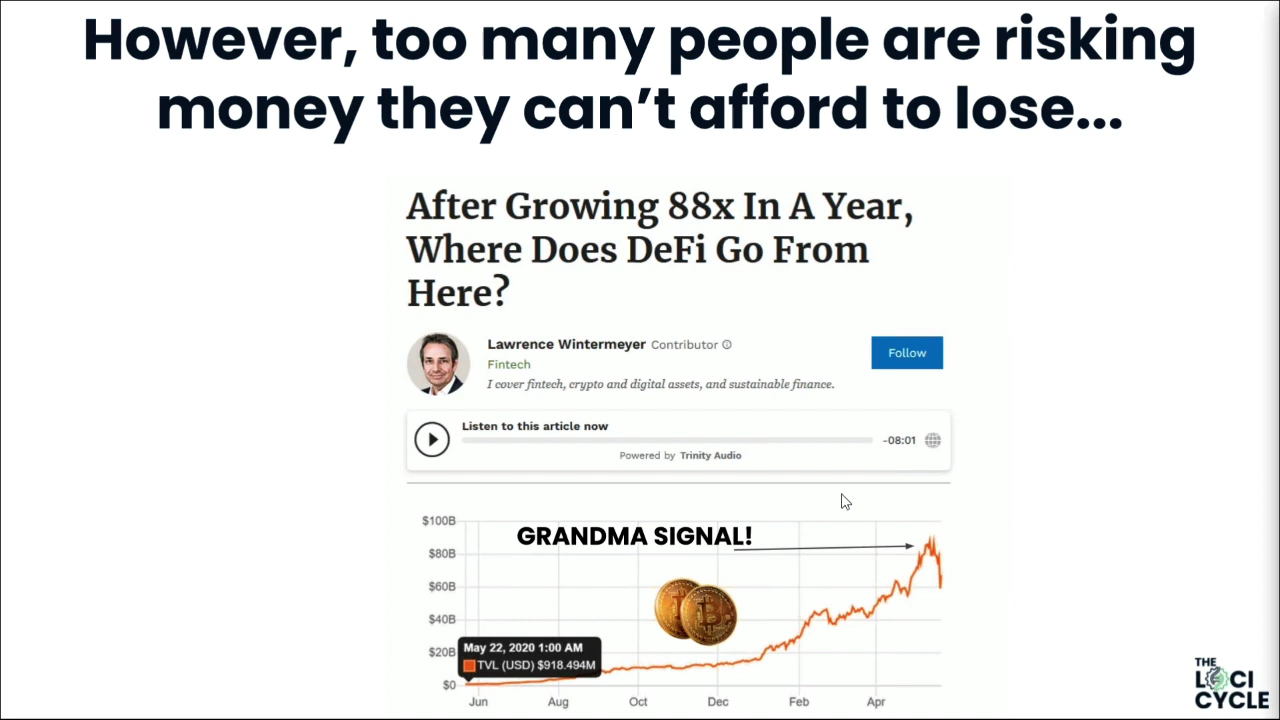 However, too many people are risking
money they can’t afford to lose...
After Growing 88x In A Year,
Where Does DeFi Go From
Here?
Lawrence Wintermeyer Contributor
Fintech
I cover fintech, crypto and digital assets, and sustainable finance.
Follow
Listen to this article now
-08:01
Powered by Trinity Audio
$100B
GRANDMA SIGNAL!
$80B
$60B
$40B
$20B
May 22, 2020 1:00 AM
TVL (USD) $918.494M
$0
Jun Aug Oct Dec Feb Apr
THE
LOCI
CYCLE